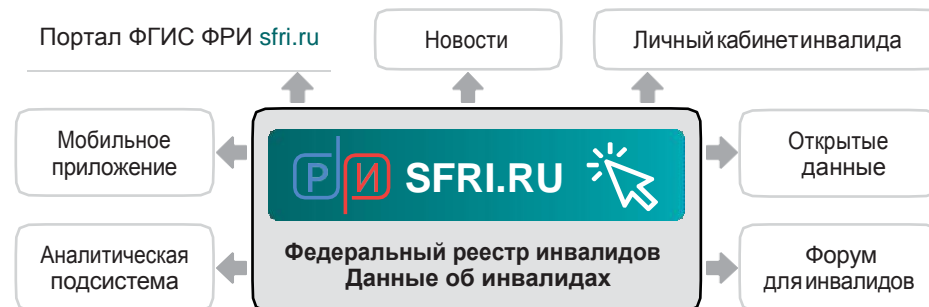 Портал ФГИС ФРИ sfri.ru
Новости
Личный кабинет инвалида
Мобильное
приложение
РИ SFRI.RU
Открытые
данные
Федеральный реестр инвалидов
Данные об инвалидах
Аналитическая
подсистема
Форум
для инвалидов